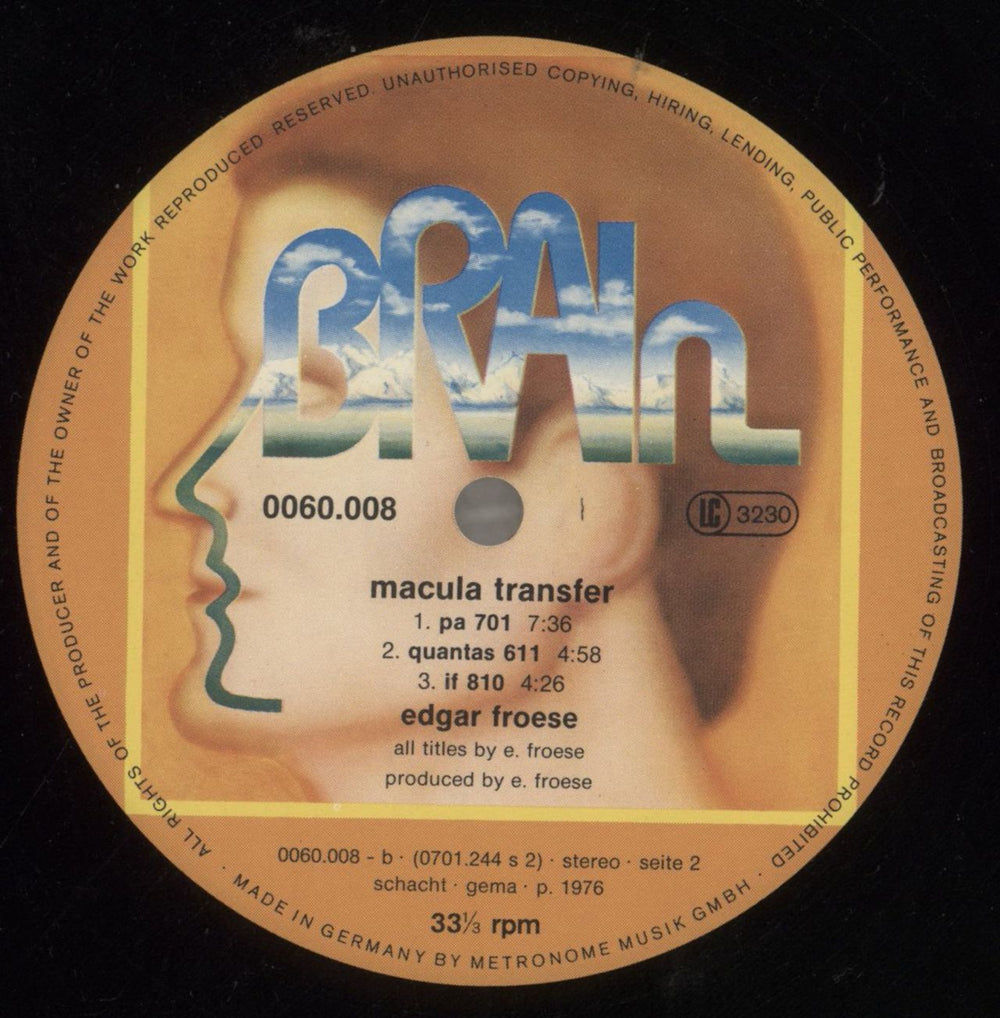 BRAIN
0060.008
LC 3230
macula transfer
1. pa 701 7:36
2. quantas 611 4:58
3. if 810 4:26
edgar froese
all titles by e. froese
produced by e. froese
0060.008 - b · (0701.244 s 2) · stereo · seite 2
schacht · gema · p. 1976
33⅓ rpm
· ALL RIGHTS OF THE PRODUCER AND OF THE OWNER OF THE WORK REPRODUCED RESERVED. UNAUTHORISED COPYING, HIRING, LENDING, PUBLIC PERFORMANCE AND BROADCASTING OF THIS RECORD PROHIBITED ·
MADE IN GERMANY BY METRONOME MUSIK GMBH